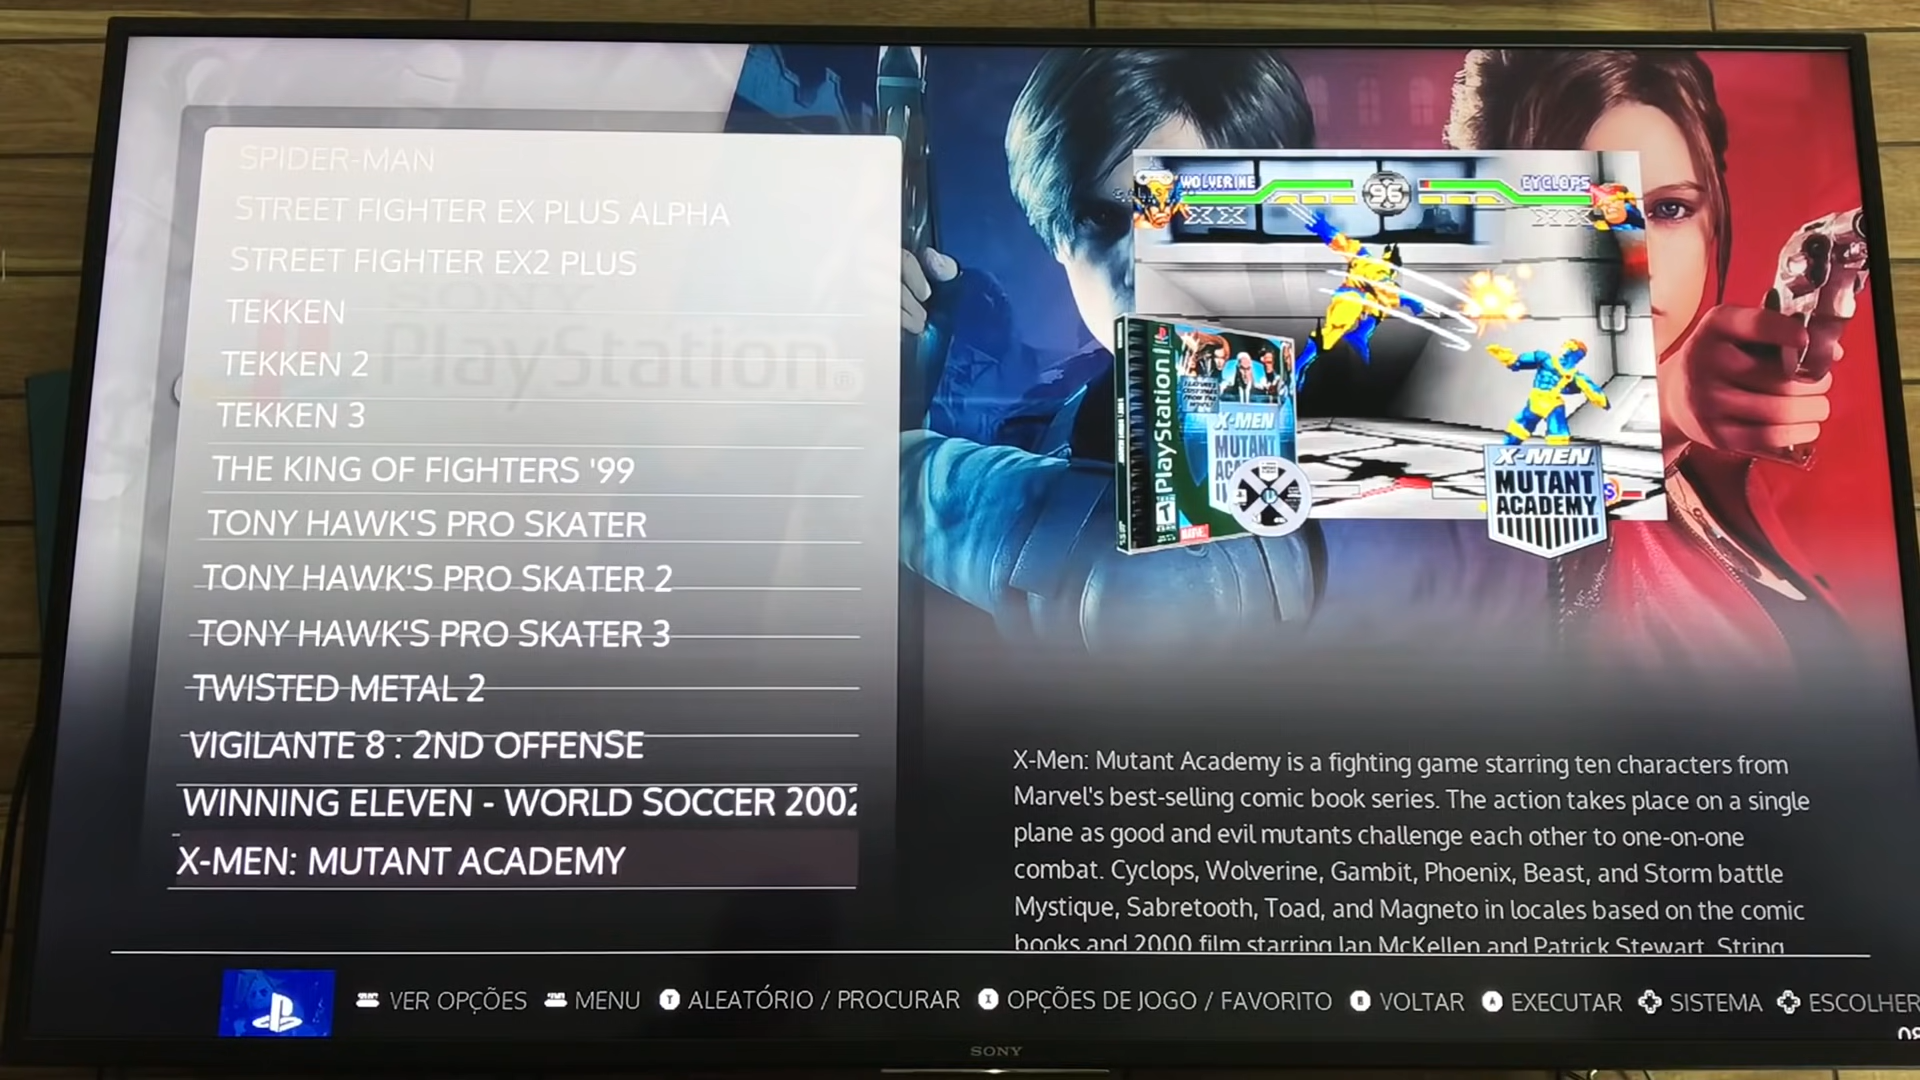 SPIDER-MAN
STREET FIGHTER EX PLUS ALPHA
STREET FIGHTER EX2 PLUS
TEKKEN
TEKKEN 2
TEKKEN 3
THE KING OF FIGHTERS '99
TONY HAWK'S PRO SKATER
TONY HAWK'S PRO SKATER 2
TONY HAWK'S PRO SKATER 3
TWISTED METAL 2
VIGILANTE 8 : 2ND OFFENSE
WINNING ELEVEN - WORLD SOCCER 2002
X-MEN: MUTANT ACADEMY
SONY
PlayStation®
WOLVERINE
96
CYCLOPS
XX
XX
PlayStation
X-MEN
MUTANT
X-MEN
MUTANT
ACADEMY
X-Men: Mutant Academy is a fighting game starring ten characters from
Marvel's best-selling comic book series. The action takes place on a single
plane as good and evil mutants challenge each other to one-on-one
combat. Cyclops, Wolverine, Gambit, Phoenix, Beast, and Storm battle
Mystique, Sabretooth, Toad, and Magneto in locales based on the comic
books and 2000 film starring Ian McKellen and Patrick Stewart. String
VER OPÇÕES MENU T ALEATÓRIO / PROCURAR X OPÇÕES DE JOGO / FAVORITO B VOLTAR A EXECUTAR SISTEMA ESCOLHER
SONY